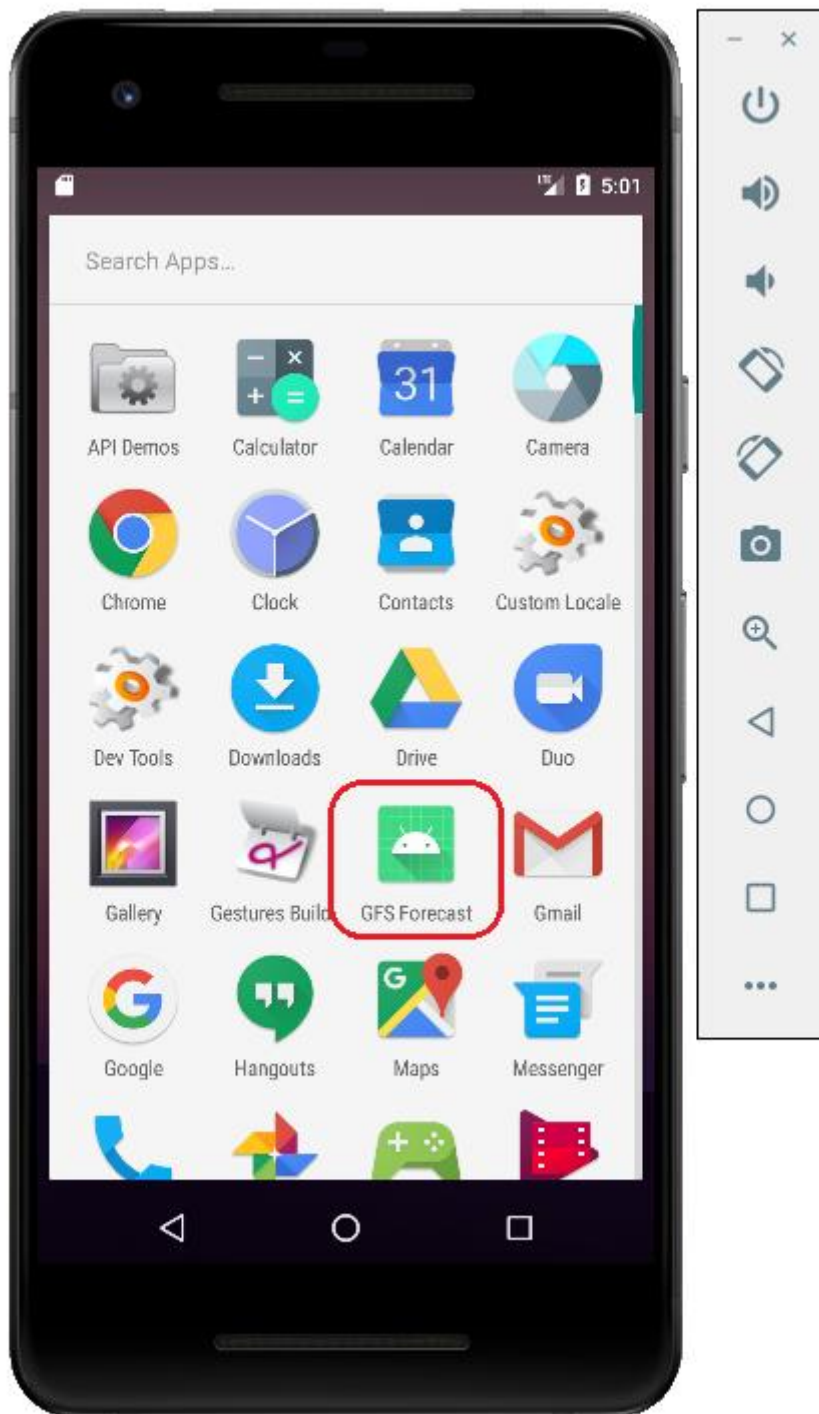 LTE 5:01
Search Apps...
31
API Demos Calculator Calendar Camera
Chrome Clock Contacts Custom Locale
Dev Tools Downloads Drive Duo
Gallery Gestures Build GFS Forecast Gmail
G
Google Hangouts Maps Messenger